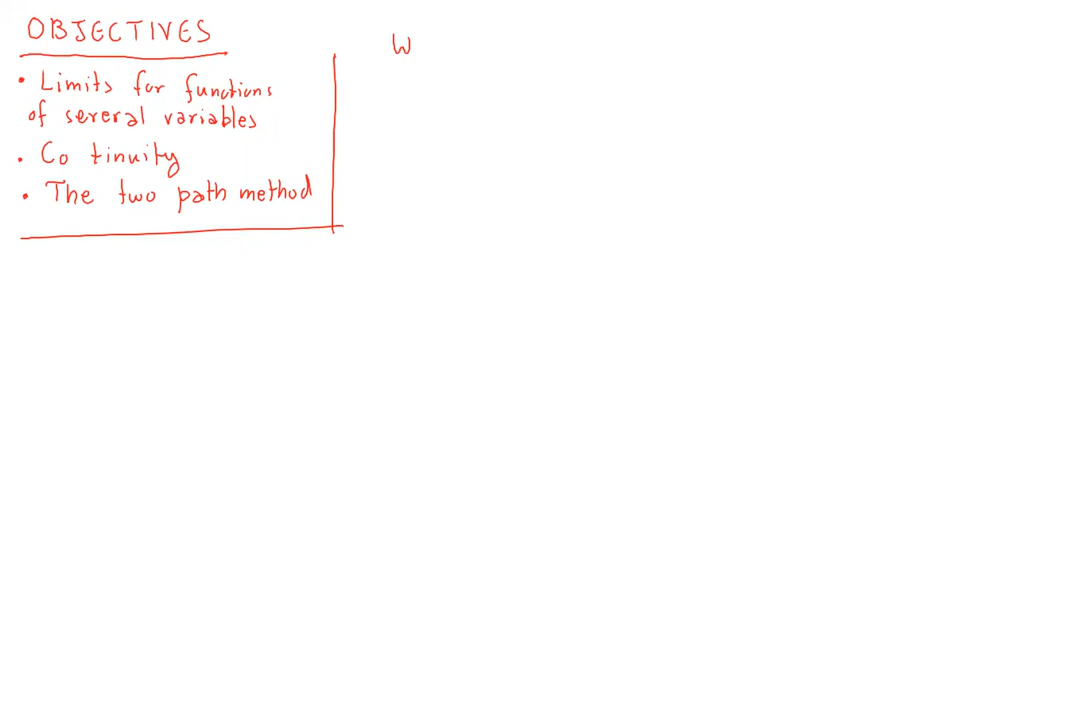 OBJECTIVES
• Limits for functions
of several variables
• Co tinuity
• The two path method
W